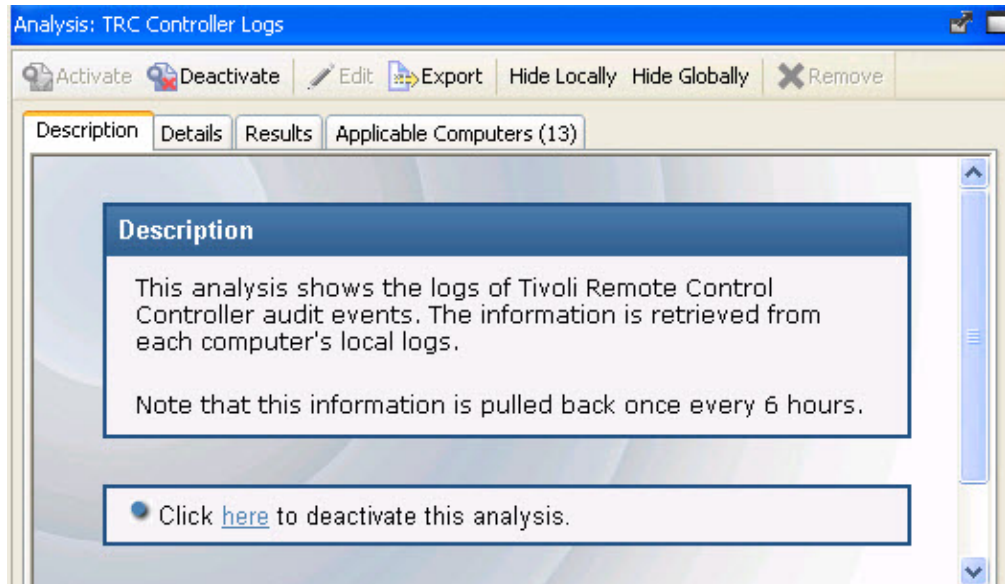 Analysis: TRC Controller Logs
Activate Deactivate Edit Export Hide Locally Hide Globally Remove
Description Details Results Applicable Computers (13)
Description
This analysis shows the logs of Tivoli Remote Control
Controller audit events. The information is retrieved from
each computer's local logs.
Note that this information is pulled back once every 6 hours.
Click here to deactivate this analysis.